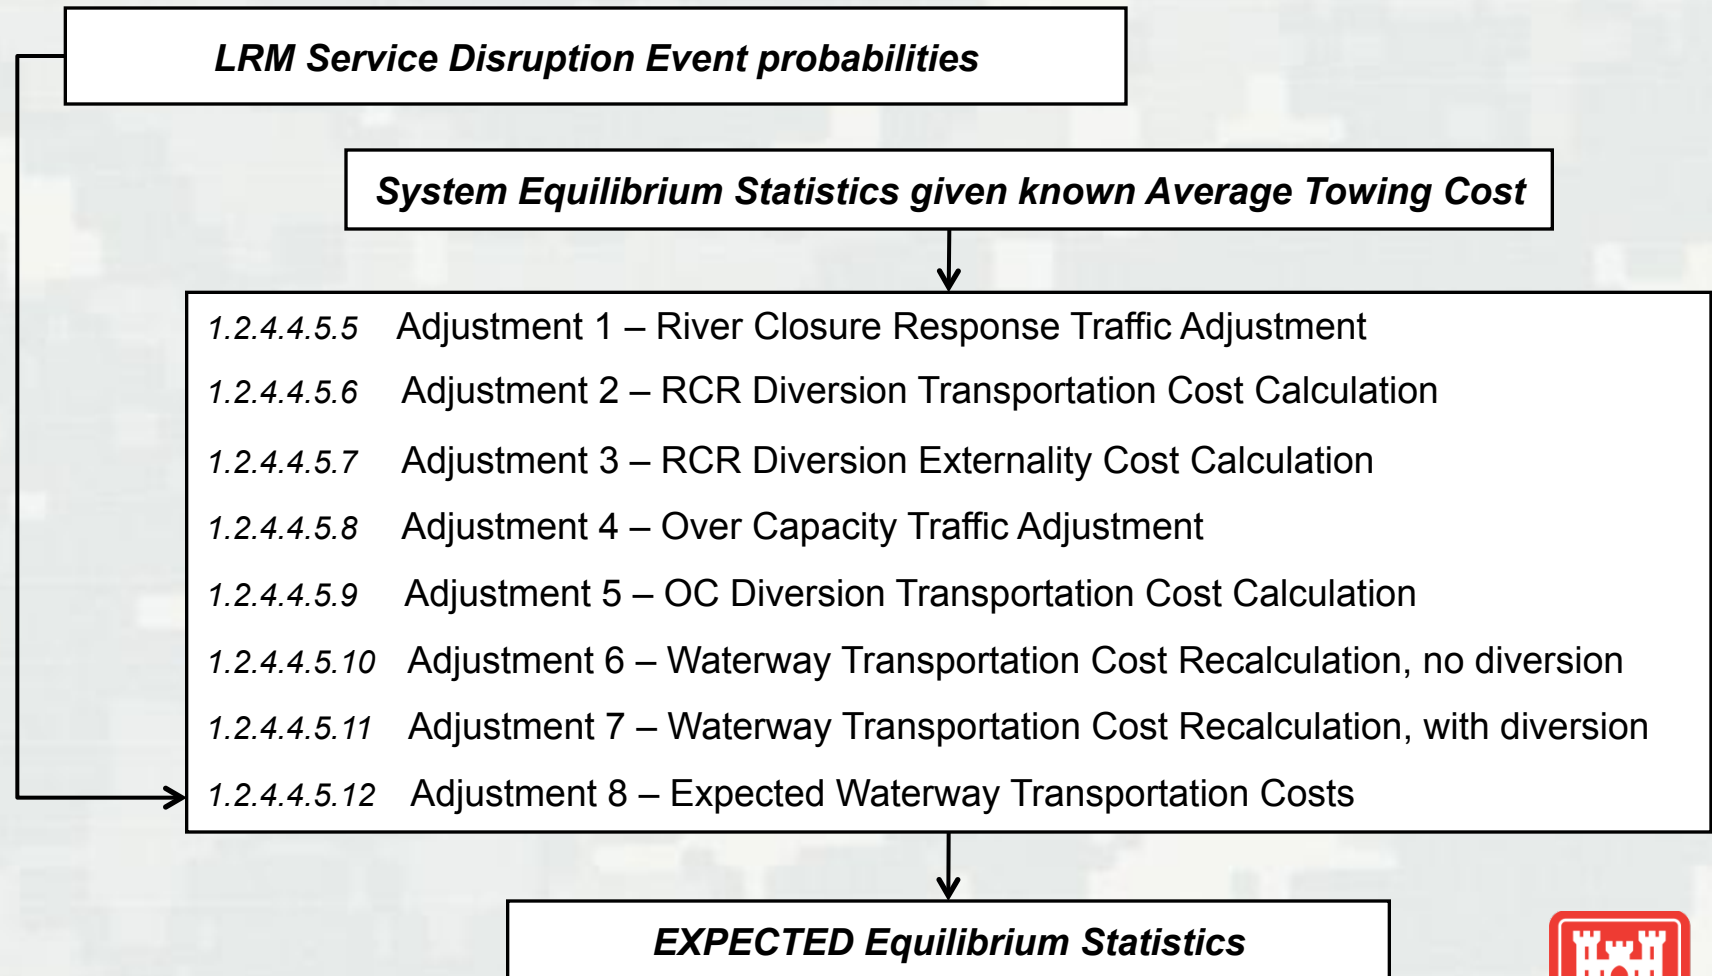 LRM Service Disruption Event probabilities
System Equilibrium Statistics given known Average Towing Cost
1.2.4.4.5.5 Adjustment 1 – River Closure Response Traffic Adjustment
1.2.4.4.5.6 Adjustment 2 – RCR Diversion Transportation Cost Calculation
1.2.4.4.5.7 Adjustment 3 – RCR Diversion Externality Cost Calculation
1.2.4.4.5.8 Adjustment 4 – Over Capacity Traffic Adjustment
1.2.4.4.5.9 Adjustment 5 – OC Diversion Transportation Cost Calculation
1.2.4.4.5.10 Adjustment 6 – Waterway Transportation Cost Recalculation, no diversion
1.2.4.4.5.11 Adjustment 7 – Waterway Transportation Cost Recalculation, with diversion
1.2.4.4.5.12 Adjustment 8 – Expected Waterway Transportation Costs
EXPECTED Equilibrium Statistics